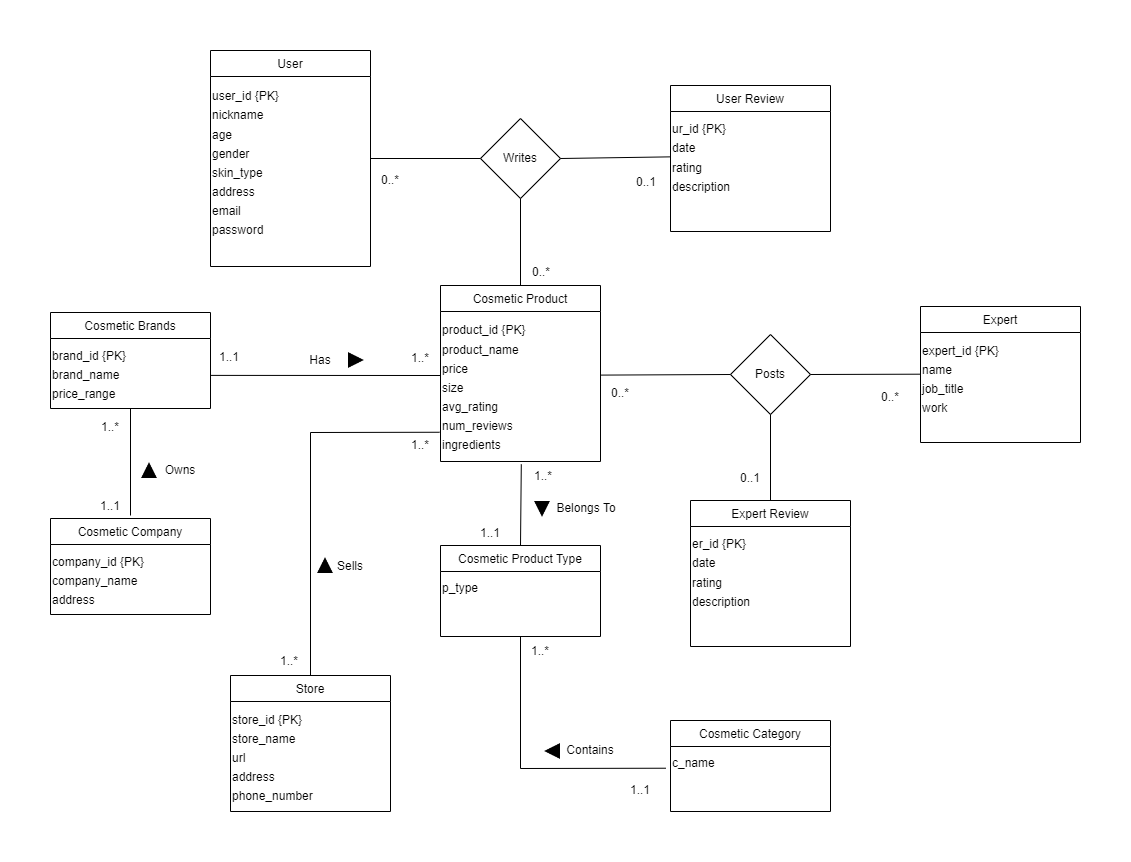 User
user_id {PK}
nickname
age
gender
skin_type
address
email
password
0..*
Writes
0..1
User Review
ur_id {PK}
date
rating
description
0..*
Cosmetic Product
product_id {PK}
product_name
price
size
avg_rating
num_reviews
ingredients
Cosmetic Brands
brand_id {PK}
brand_name
price_range
1..1
Has
1..*
0..*
Posts
0..*
Expert
expert_id {PK}
name
job_title
work
1..*
Owns
1..1
Cosmetic Company
company_id {PK}
company_name
address
1..*
Sells
1..*
Store
store_id {PK}
store_name
url
address
phone_number
1..*
Belongs To
1..1
Cosmetic Product Type
p_type
0..1
Expert Review
er_id {PK}
date
rating
description
1..*
Contains
1..1
Cosmetic Category
c_name